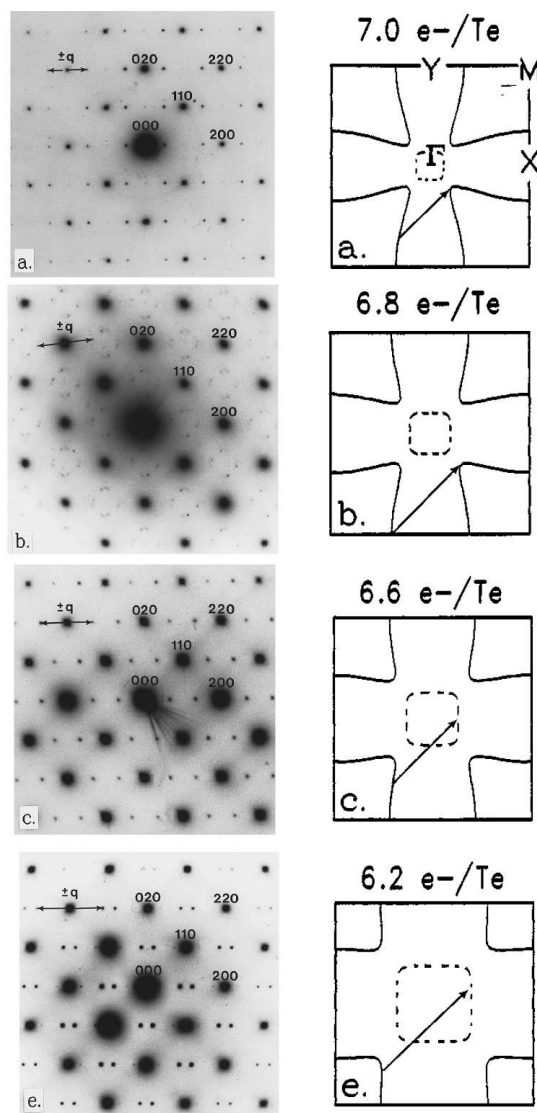 ±q
020
220
110
000
200
a.
7.0 e-/Te
Y
M
Γ
X
a.
±q
020
220
110
200
b.
6.8 e-/Te
b.
±q
020
220
110
000
200
c.
6.6 e-/Te
c.
±q
020
220
110
000
200
e.
6.2 e-/Te
e.